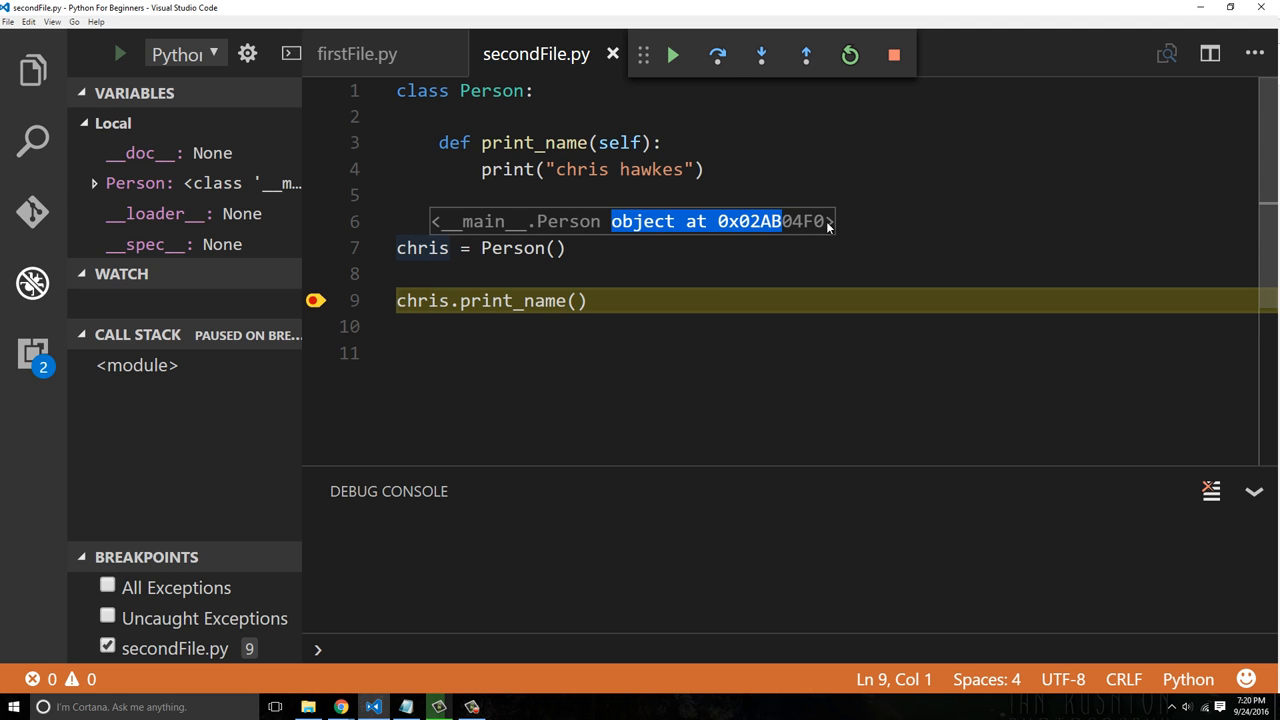 secondFile.py - Python For Beginners - Visual Studio Code
File Edit View Go Help
Python
firstFile.py
secondFile.py
VARIABLES
Local
__doc__: None
Person: <class '__m...
__loader__: None
__spec__: None
WATCH
CALL STACK PAUSED ON BRE...
<module>
2
BREAKPOINTS
All Exceptions
Uncaught Exceptions
secondFile.py 9
1 class Person:
2
3 def print_name(self):
4 print("chris hawkes")
5
6 <__main__.Person object at 0x02AB04F0>
7 chris = Person()
8
9 chris.print_name()
10
11
DEBUG CONSOLE
0 0
Ln 9, Col 1 Spaces: 4 UTF-8 CRLF Python
I'm Cortana. Ask me anything.
7:20 PM
9/24/2016